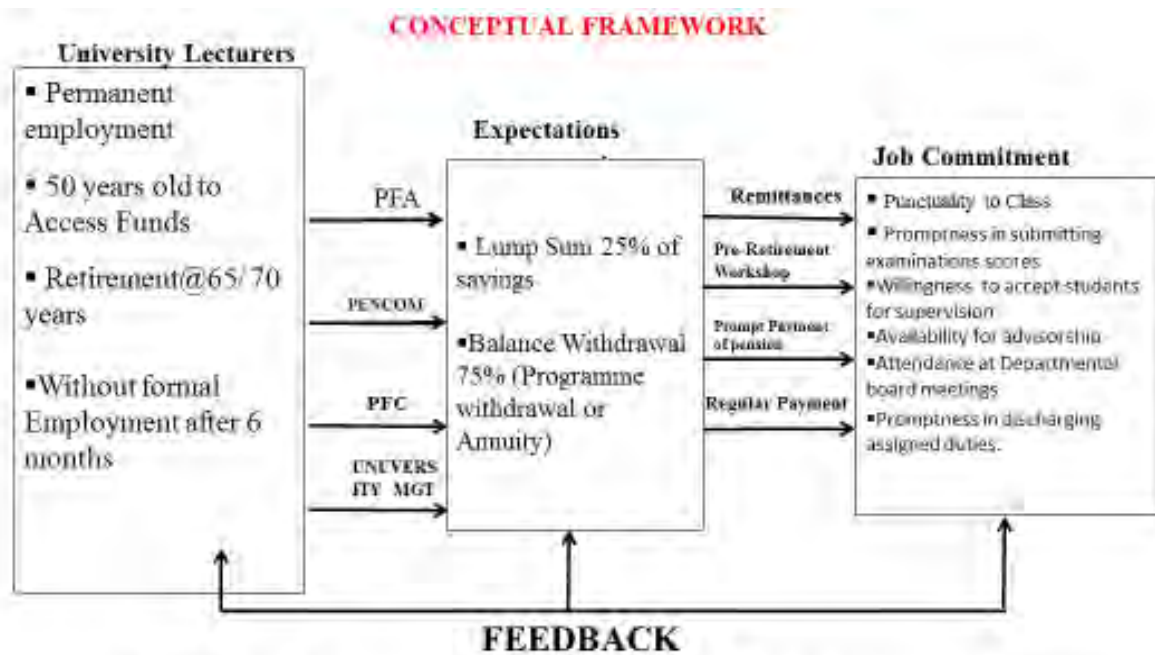 CONCEPTUAL FRAMEWORK
University Lecturers
▪ Permanent
employment
▪ 50 years old to
Access Funds
▪ Retirement@65/ 70
years
▪Without formal
Employment after 6
months
PFA
PENCOM
PFC
UNUVERS
ITY MGT
Expectations
▪ Lump Sum 25% of
savings
▪Balance Withdrawal
75% (Programme
withdrawal or
Annuity)
Remittances
Pre-Retirement
Workshop
Prompt Payment
of pension
Regular Payment
Job Commitment
▪ Punctuality to Class
▪ Promptness in submitting
examinations scores
▪Willingness to accept students
for supervision
▪Availability for advisorship
▪Attendance at Departmental
board meetings
▪Promptness in discharging
assigned duties.
FEEDBACK